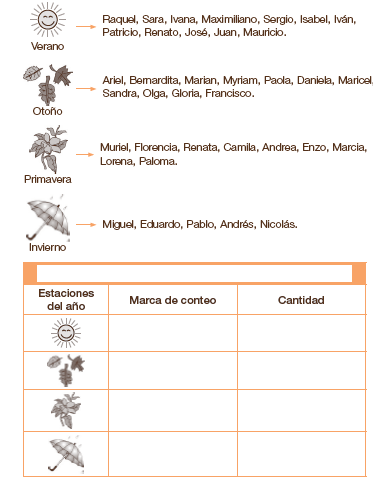 Raquel, Sara, Ivana, Maximiliano, Sergio, Isabel, Iván,
Patricio, Renato, José, Juan, Mauricio.
Verano
Ariel, Bernardita, Marian, Myriam, Paola, Daniela, Maricel,
Sandra, Olga, Gloria, Francisco.
Otoño
Muriel, Florencia, Renata, Camila, Andrea, Enzo, Marcia,
Lorena, Paloma.
Primavera
Miguel, Eduardo, Pablo, Andrés, Nicolás.
Invierno
Estaciones
del año
Marca de conteo
Cantidad